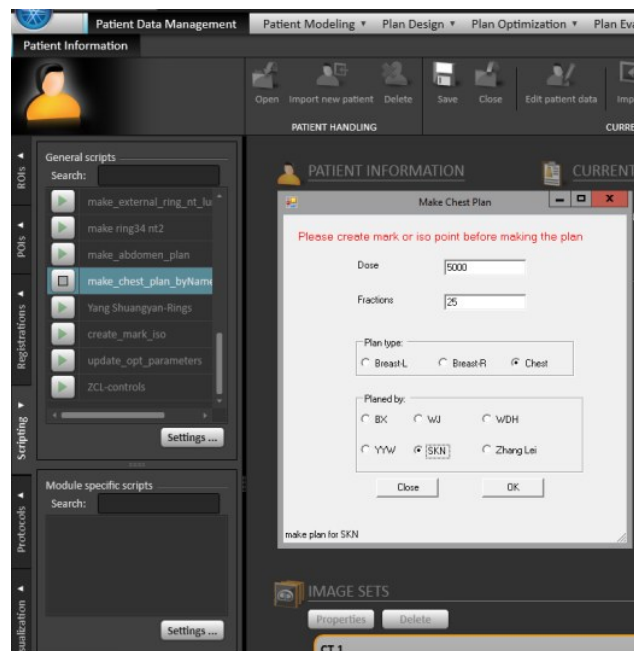 Patient Data Management
Patient Modeling
Plan Design
Plan Optimization
Plan Eva
Patient Information
Open
Import new patient
Delete
Save
Close
Edit patient data
Imp
PATIENT HANDLING
CURRE
ROIs
POIs
Registrations
Scripting
Protocols
ualization
General scripts
Search:
make_external_ring_nt_lu
make ring34 nt2
make_abdomen_plan
make_chest_plan_byName
Yang Shuangyan-Rings
create_mark_iso
update_opt_parameters
ZCL-controls
Settings ...
Module specific scripts
Search:
Settings ...
PATIENT INFORMATION
CURRENT
Make Chest Plan
Please create mark or iso point before making the plan
Dose
5000
Fractions
25
Plan type:
Breast-L
Breast-R
Chest
Planed by:
BX
WJ
WDH
YYW
SKN
Zhang Lei
Close
OK
make plan for SKN
IMAGE SETS
Properties
Delete
CT 1